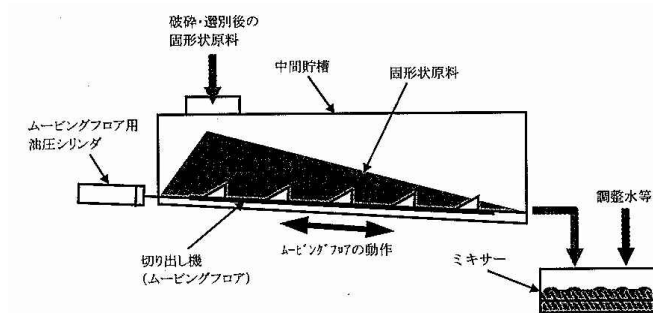 破砕・選別後の
固形状原料
中間貯槽
固形状原料
ムービングフロア用
油圧シリンダ
調整水等
切り出し機
(ムービングフロア)
ムービングフロアの動作
ミキサー